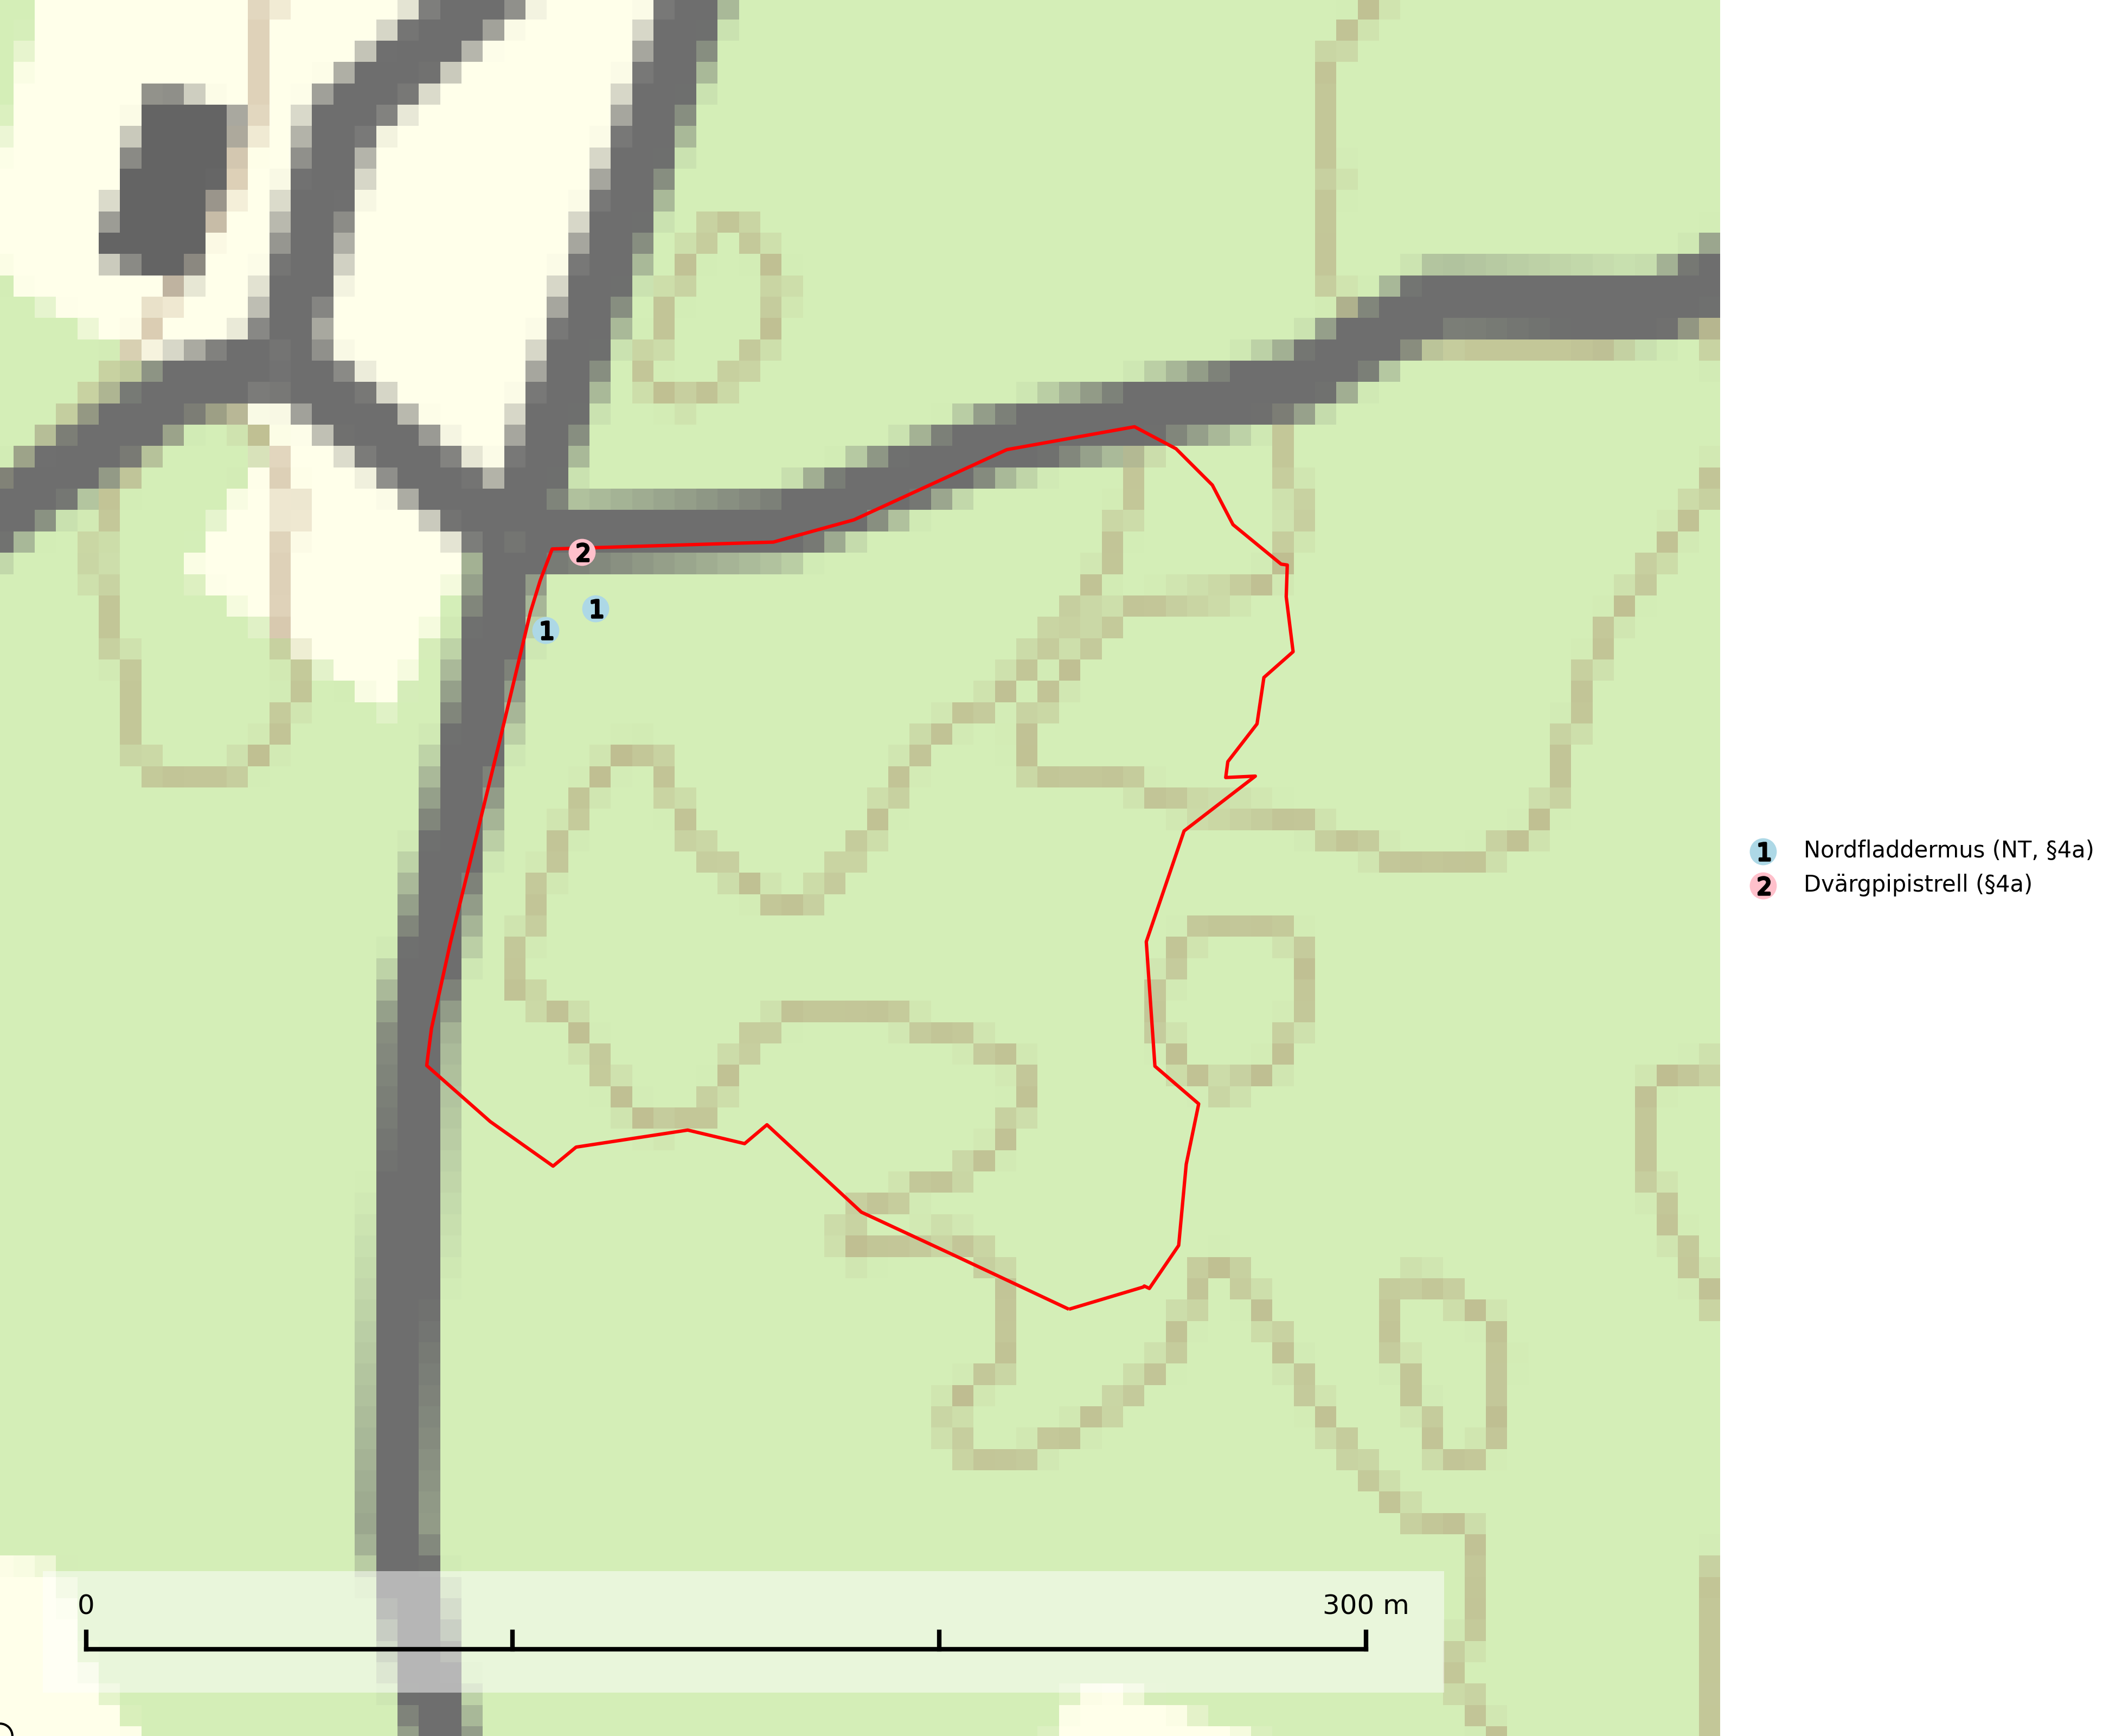 2
1
1
1 Nordfladdermus (NT, §4a)
2 Dvärgpipistrell (§4a)
0 300 m